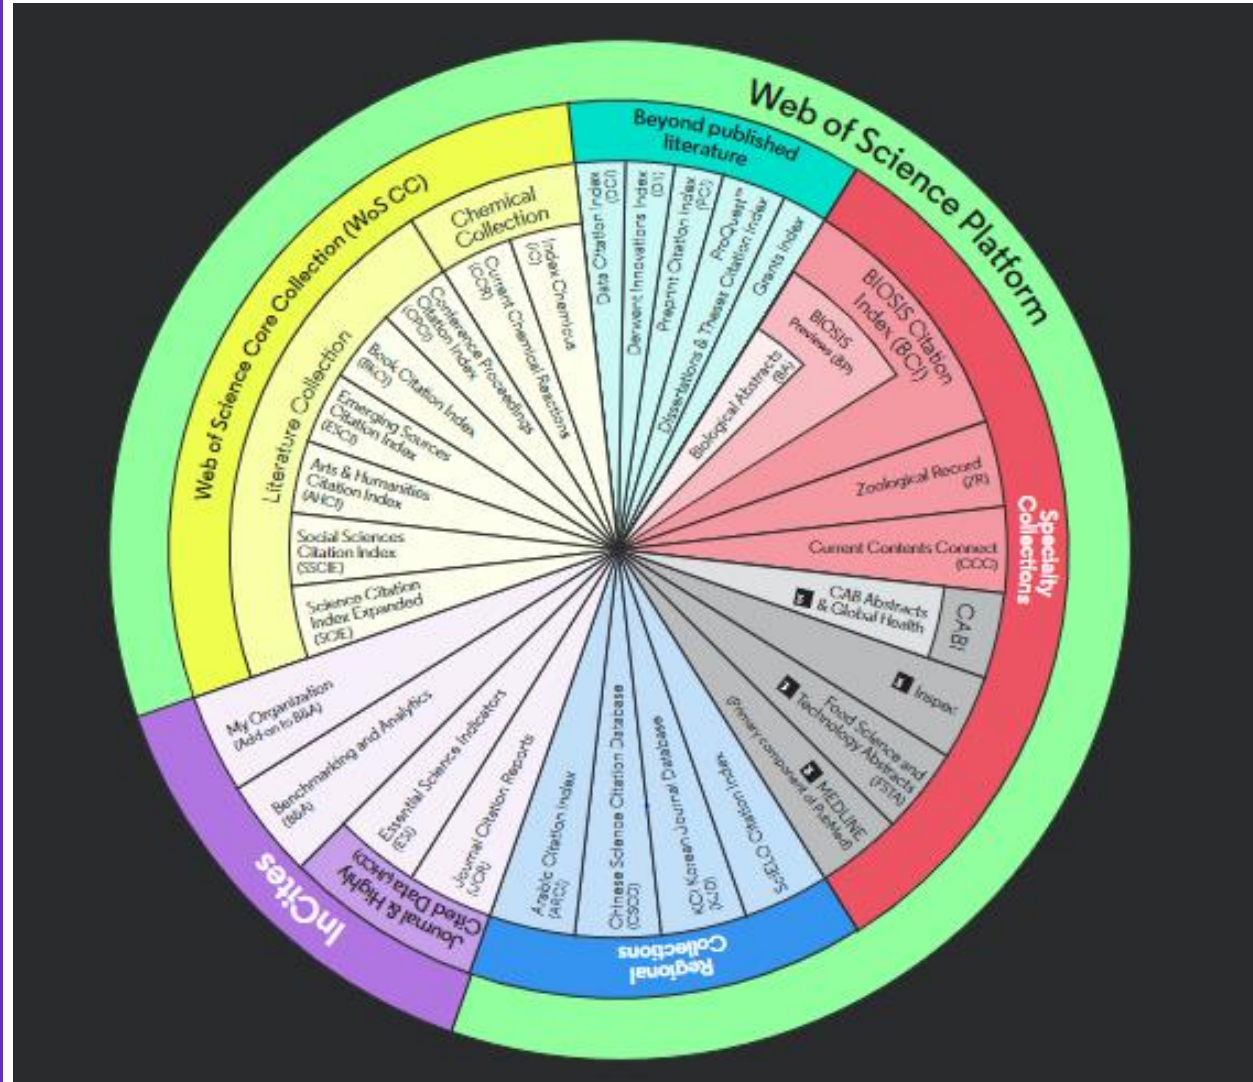 Web of Science Platform
Beyond published
literature
Data Citation Index
(DCI)
Derwent Innovations Index
(DII)
Preprint Citation Index
(PCI)
ProQuest™
Dissertations & Theses Citation Index
Grants Index
Specialty
Collections
BIOSIS Citation
Index (BCI)
BIOSIS
Previews (BP)
Biological Abstracts
(BA)
Zoological Record
(ZR)
Current Contents Connect
(CCC)
CABI
CAB Abstracts
& Global Health
Inspec
Food Science and
Technology Abstracts
(FSTA)
MEDLINE
(Primary component of PubMed)
Regional
Collections
SciELO Citation Index
KCI Korean Journal Database
(KJD)
Chinese Science Citation Database
(CSCD)
Arabic Citation Index
(ARCI)
InCites
Journal & Highly
Cited Data (JHCD)
Journal Citation Reports
(JCR)
Essential Science Indicators
(ESI)
Benchmarking and Analytics
(B&A)
My Organization
(Add-on to B&A)
Web of Science Core Collection (WoS CC)
Literature Collection
Science Citation
Index Expanded
(SCIE)
Social Sciences
Citation Index
(SSCIE)
Arts & Humanities
Citation Index
(AHCI)
Emerging Sources
Citation Index
(ESCI)
Book Citation Index
(BKCI)
Conference Proceedings
Citation Index
(CPCI)
Chemical
Collection
Current Chemical Reactions
(CCR)
Index Chemicus
(IC)